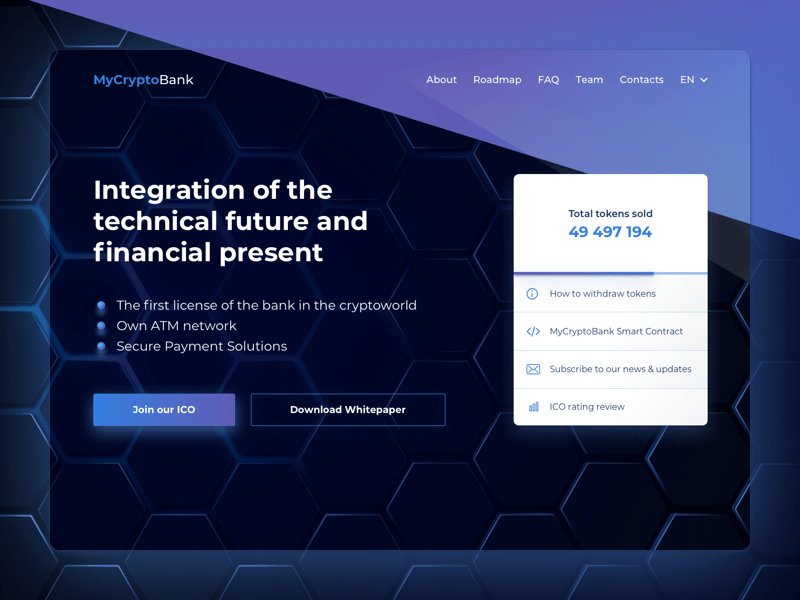 MyCryptoBank
About Roadmap FAQ Team Contacts EN
Integration of the
technical future and
financial present
The first license of the bank in the cryptoworld
Own ATM network
Secure Payment Solutions
Join our ICO
Download Whitepaper
Total tokens sold
49 497 194
How to withdraw tokens
MyCryptoBank Smart Contract
Subscribe to our news & updates
ICO rating review